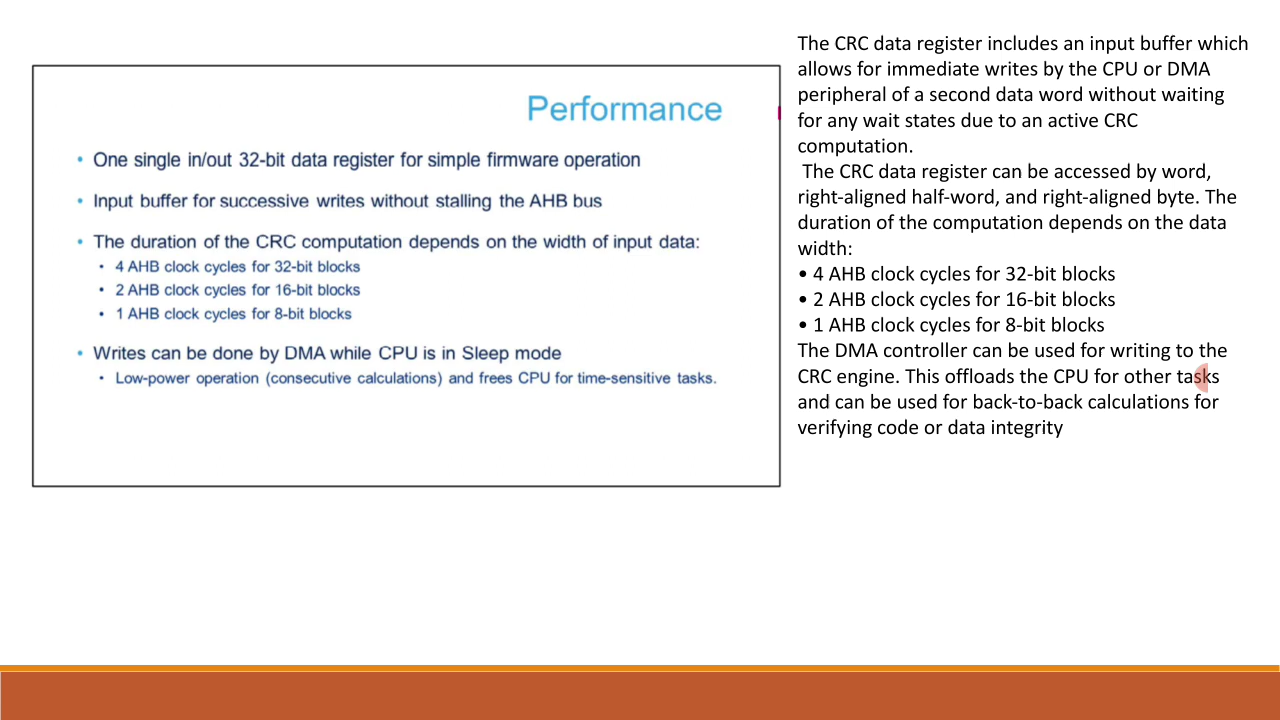 Performance
• One single in/out 32-bit data register for simple firmware operation
• Input buffer for successive writes without stalling the AHB bus
• The duration of the CRC computation depends on the width of input data:
• 4 AHB clock cycles for 32-bit blocks
• 2 AHB clock cycles for 16-bit blocks
• 1 AHB clock cycles for 8-bit blocks
• Writes can be done by DMA while CPU is in Sleep mode
• Low-power operation (consecutive calculations) and frees CPU for time-sensitive tasks.
The CRC data register includes an input buffer which
allows for immediate writes by the CPU or DMA
peripheral of a second data word without waiting
for any wait states due to an active CRC
computation.
The CRC data register can be accessed by word,
right-aligned half-word, and right-aligned byte. The
duration of the computation depends on the data
width:
• 4 AHB clock cycles for 32-bit blocks
• 2 AHB clock cycles for 16-bit blocks
• 1 AHB clock cycles for 8-bit blocks
The DMA controller can be used for writing to the
CRC engine. This offloads the CPU for other tasks
and can be used for back-to-back calculations for
verifying code or data integrity